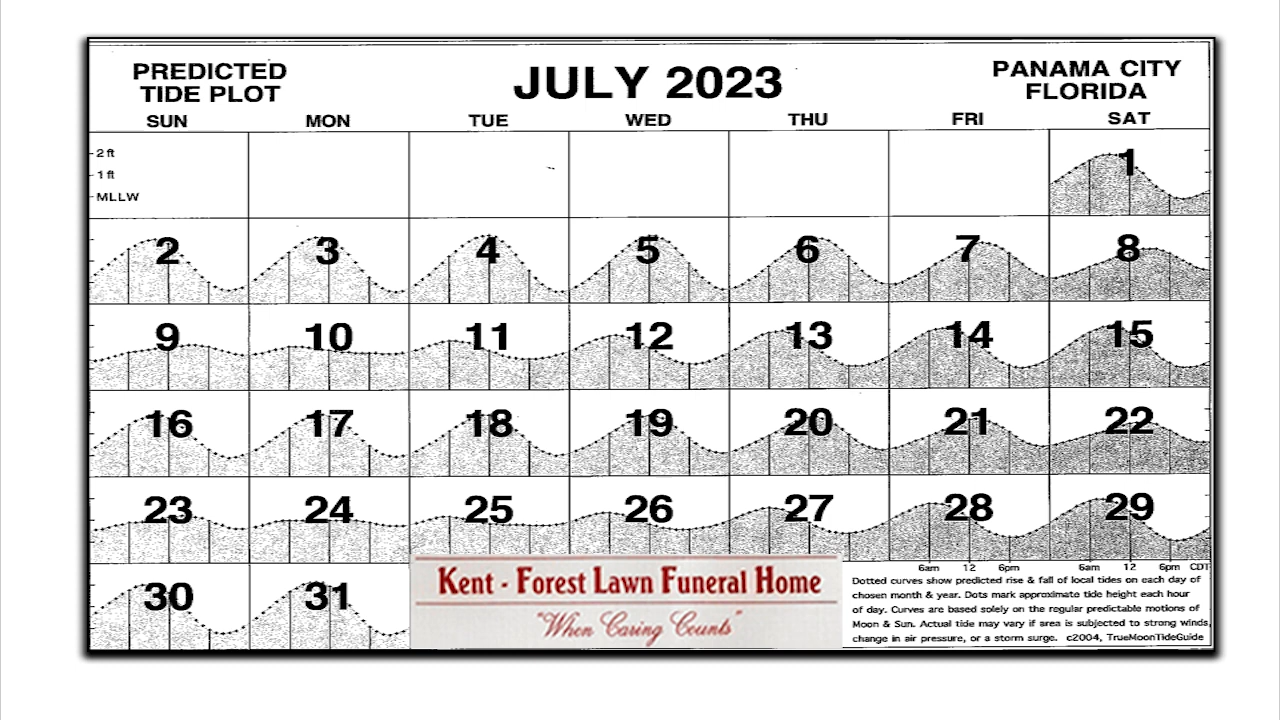 PREDICTED
TIDE PLOT
JULY 2023
PANAMA CITY
FLORIDA
SUN MON TUE WED THU FRI SAT
2 ft
1 ft
MLLW
1
2 3 4 5 6 7 8
9 10 11 12 13 14 15
16 17 18 19 20 21 22
23 24 25 26 27 28 29
6am 12 6pm 6am 12 6pm CDT
30 31
Kent - Forest Lawn Funeral Home
"When Caring Counts"
Dotted curves show predicted rise & fall of local tides on each day of
chosen month & year. Dots mark approximate tide height each hour
of day. Curves are based solely on the regular predictable motions of
Moon & Sun. Actual tide may vary if area is subjected to strong winds,
change in air pressure, or a storm surge. c2004, TrueMoonTideGuide